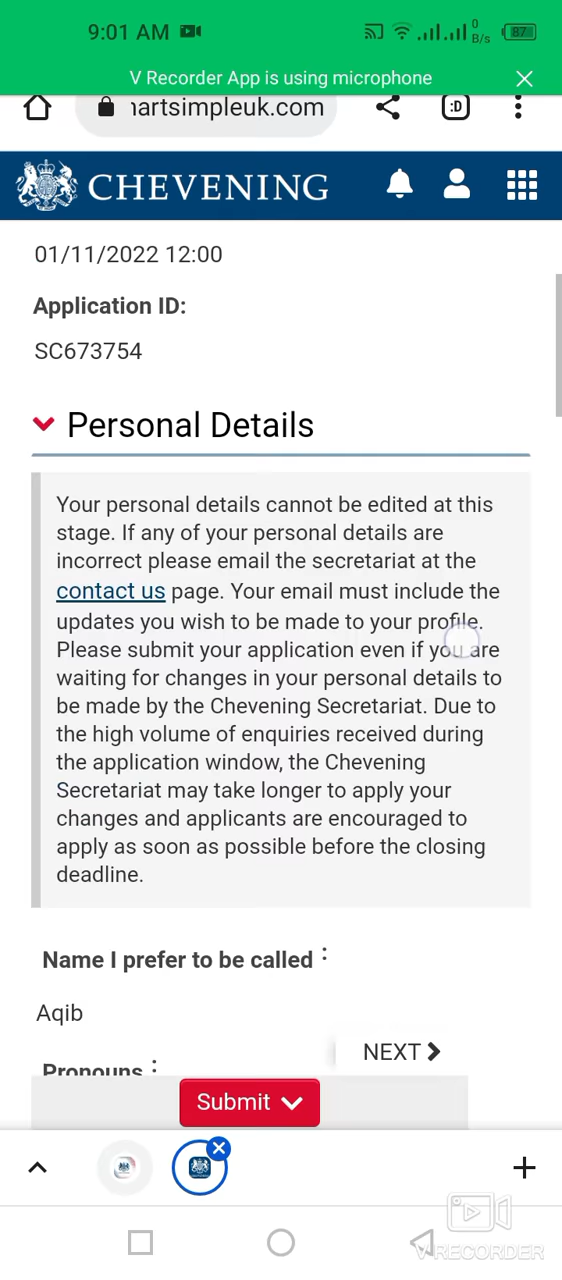 9:01 AM
0 B/s
87
V Recorder App is using microphone
nartsimpleuk.com
:D
CHEVENING
01/11/2022 12:00
Application ID:
SC673754
Personal Details
Your personal details cannot be edited at this
stage. If any of your personal details are
incorrect please email the secretariat at the
contact us page. Your email must include the
updates you wish to be made to your profile.
Please submit your application even if you are
waiting for changes in your personal details to
be made by the Chevening Secretariat. Due to
the high volume of enquiries received during
the application window, the Chevening
Secretariat may take longer to apply your
changes and applicants are encouraged to
apply as soon as possible before the closing
deadline.
Name I prefer to be called :
Aqib
NEXT
Pronouns :
Submit
V RECORDER